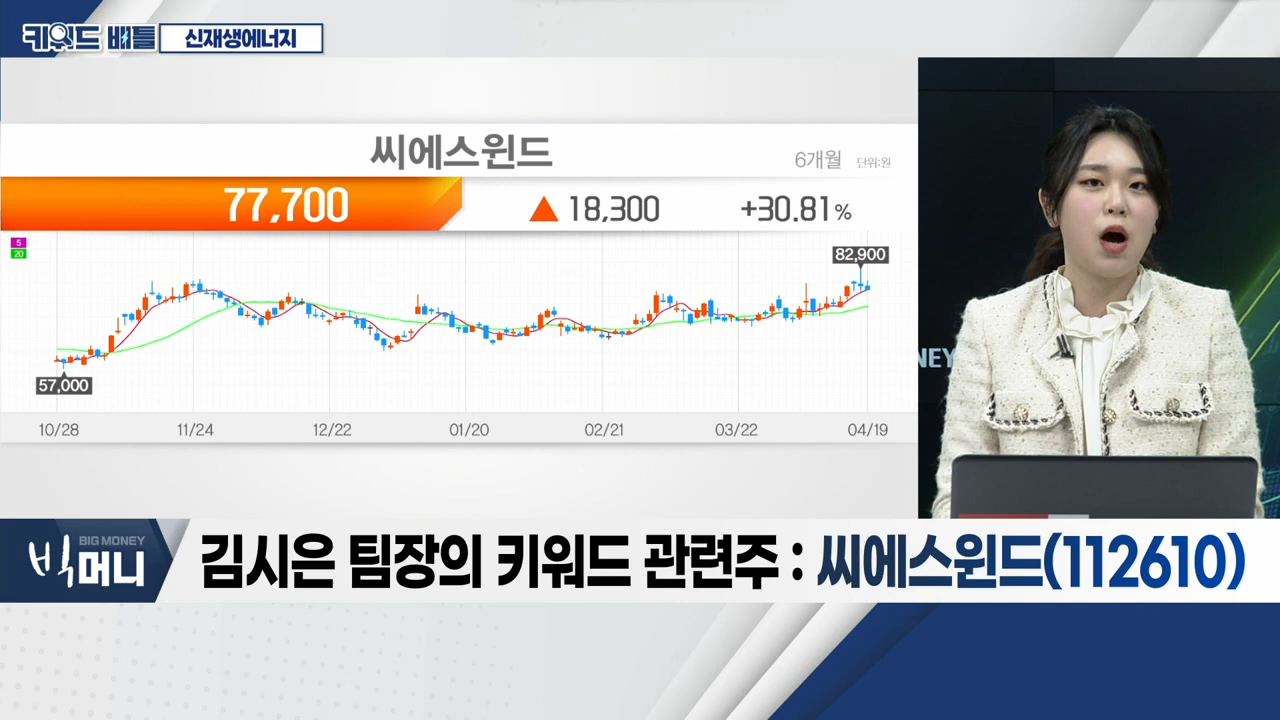 키워드 배틀 신재생에너지
씨에스윈드
6개월 단위:원
77,700 ▲ 18,300 +30.81%
5
20
82,900
57,000
10/28 11/24 12/22 01/20 02/21 03/22 04/19
NEY
BIG MONEY
빅머니
김시은 팀장의 키워드 관련주 : 씨에스윈드(112610)